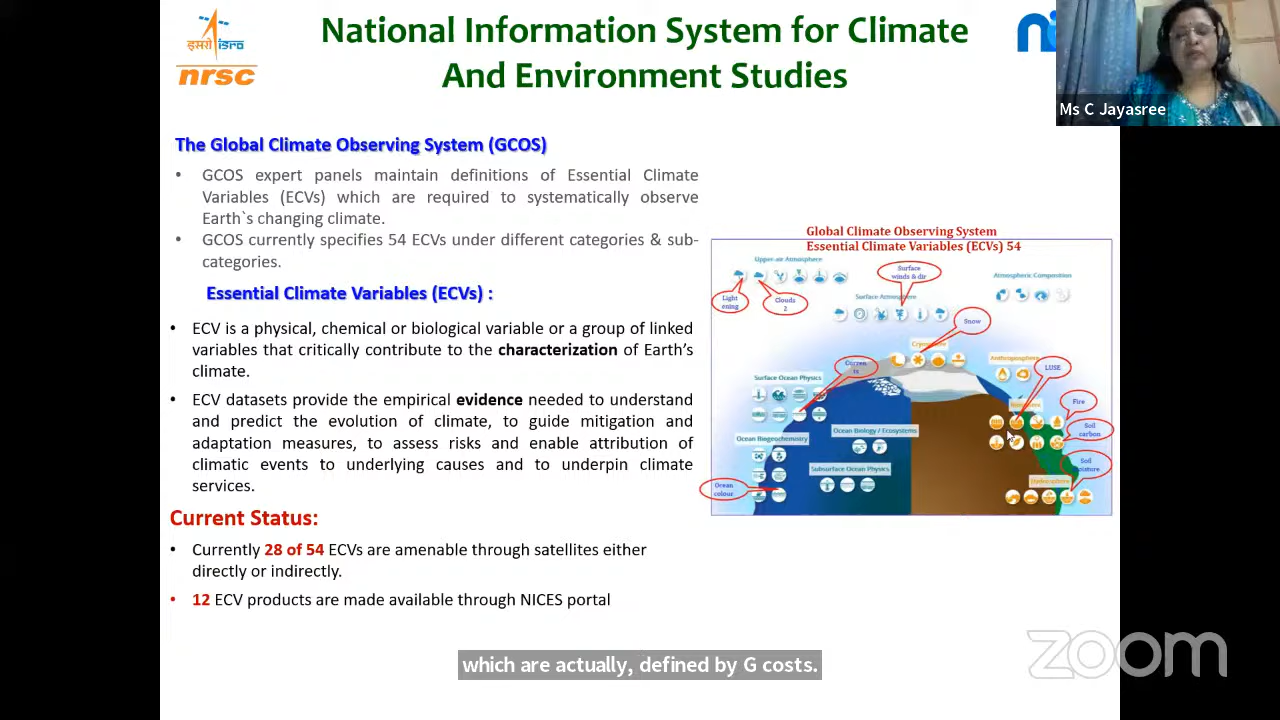 National Information System for Climate
And Environment Studies
इसरो isro
nrsc
Ms C Jayasree
The Global Climate Observing System (GCOS)
• GCOS expert panels maintain definitions of Essential Climate
Variables (ECVs) which are required to systematically observe
Earth`s changing climate.
• GCOS currently specifies 54 ECVs under different categories & sub-
categories.
Essential Climate Variables (ECVs) :
• ECV is a physical, chemical or biological variable or a group of linked
variables that critically contribute to the characterization of Earth's
climate.
• ECV datasets provide the empirical evidence needed to understand
and predict the evolution of climate, to guide mitigation and
adaptation measures, to assess risks and enable attribution of
climatic events to underlying causes and to underpin climate
services.
Current Status:
• Currently 28 of 54 ECVs are amenable through satellites either
directly or indirectly.
• 12 ECV products are made available through NICES portal
Global Climate Observing System
Essential Climate Variables (ECVs) 54
Upper-air Atmosphere
Surface
winds & dir
Atmospheric Composition
Light
ening
Clouds
2
Surface Atmosphere
Snow
Curren
ts
Anthroposphere
LUSE
Surface Ocean Physics
Fire
Ocean Biology / Ecosystems
Soil
carbon
Ocean Biogeochemistry
Subsurface Ocean Physics
Soil
Hydrosphere
Ocean
colour
which are actually, defined by G costs.
zoom